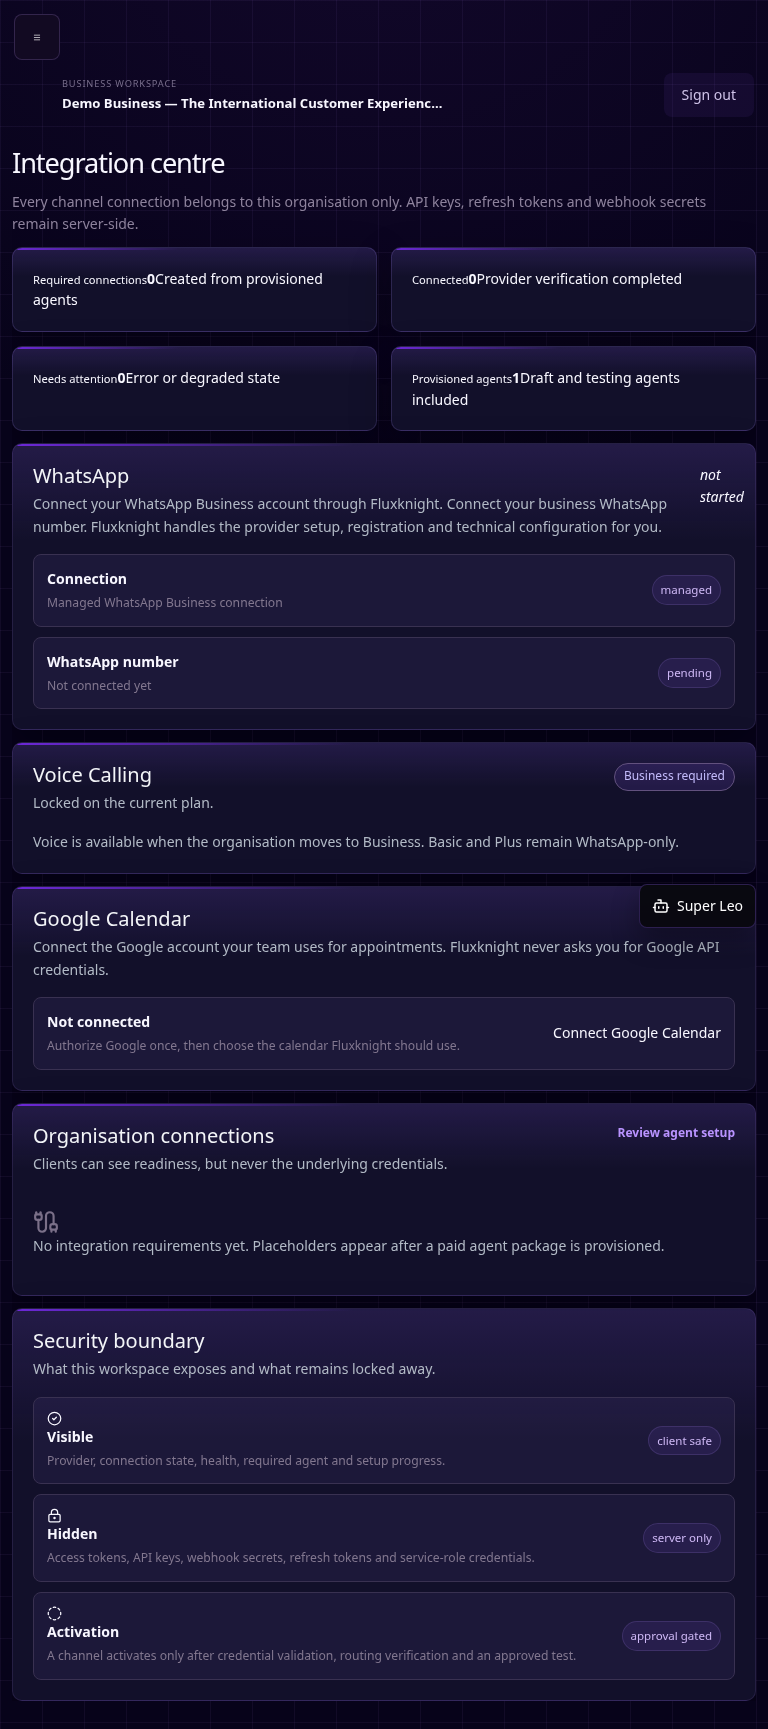 BUSINESS WORKSPACE
Demo Business — The International Customer Experienc...
Sign out
Integration centre
Every channel connection belongs to this organisation only. API keys, refresh tokens and webhook secrets
remain server-side.
Required connections0Created from provisioned
agents
Connected0Provider verification completed
Needs attention0Error or degraded state
Provisioned agents1Draft and testing agents
included
WhatsApp
not
started
Connect your WhatsApp Business account through Fluxknight. Connect your business WhatsApp
number. Fluxknight handles the provider setup, registration and technical configuration for you.
Connection
Managed WhatsApp Business connection
managed
WhatsApp number
Not connected yet
pending
Voice Calling
Business required
Locked on the current plan.
Voice is available when the organisation moves to Business. Basic and Plus remain WhatsApp-only.
Super Leo
Google Calendar
Connect the Google account your team uses for appointments. Fluxknight never asks you for Google API
credentials.
Not connected
Authorize Google once, then choose the calendar Fluxknight should use.
Connect Google Calendar
Organisation connections
Review agent setup
Clients can see readiness, but never the underlying credentials.
No integration requirements yet. Placeholders appear after a paid agent package is provisioned.
Security boundary
What this workspace exposes and what remains locked away.
Visible
Provider, connection state, health, required agent and setup progress.
client safe
Hidden
Access tokens, API keys, webhook secrets, refresh tokens and service-role credentials.
server only
Activation
A channel activates only after credential validation, routing verification and an approved test.
approval gated